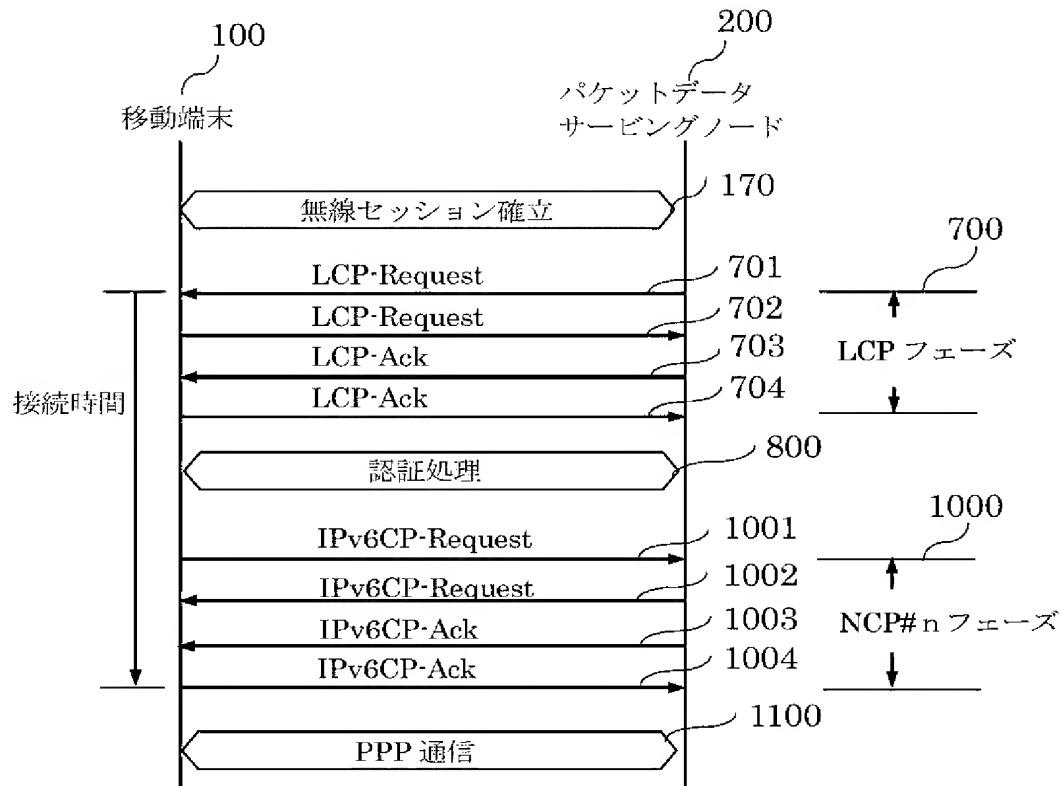 100
200
移動端末
パケットデータ
サービングノード
170
無線セッション確立
700
LCP-Request
701
LCP-Request
702
LCP-Ack
703
LCP フェーズ
LCP-Ack
704
接続時間
認証処理
800
IPv6CP-Request
1001
1000
IPv6CP-Request
1002
IPv6CP-Ack
1003
NCP#n フェーズ
IPv6CP-Ack
1004
PPP 通信
1100